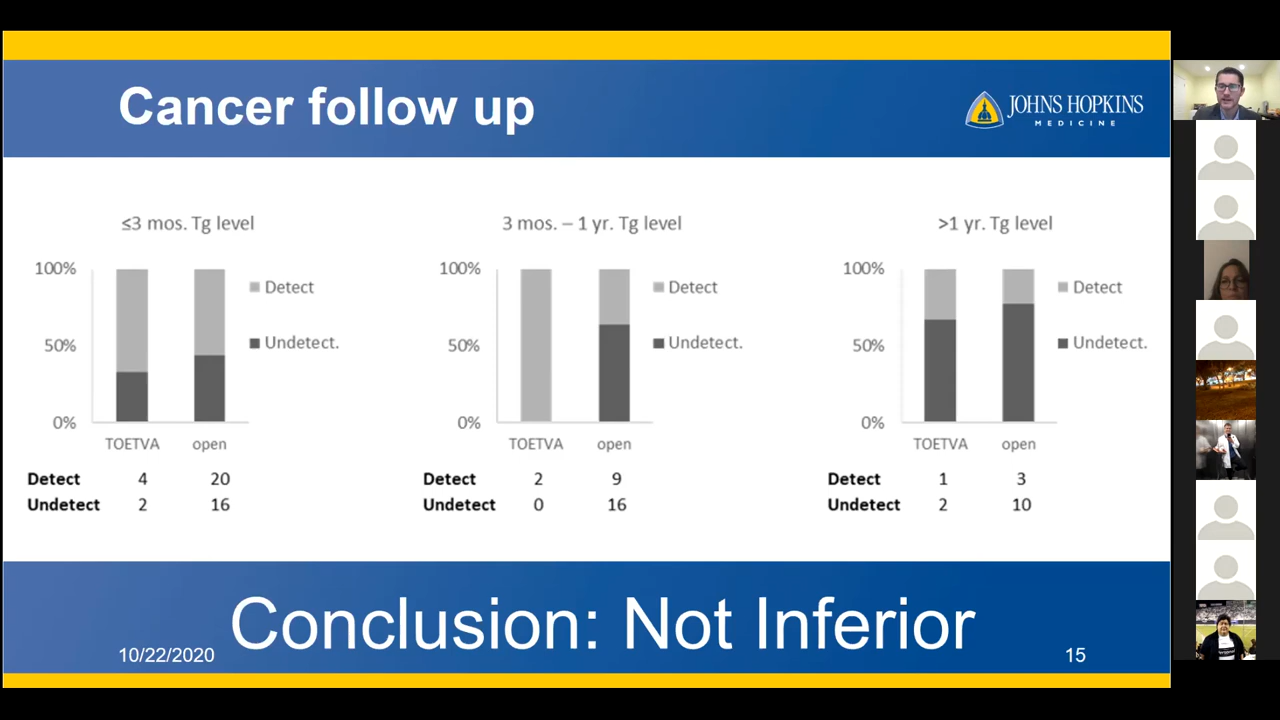 Cancer follow up
JOHNS HOPKINS
MEDICINE
≤3 mos. Tg level
100%
50%
0%
Detect
Undetect.
TOETVA open
Detect 4 20
Undetect 2 16
3 mos. – 1 yr. Tg level
100%
50%
0%
Detect
Undetect.
TOETVA open
Detect 2 9
Undetect 0 16
>1 yr. Tg level
100%
50%
0%
Detect
Undetect.
TOETVA open
Detect 1 3
Undetect 2 10
Conclusion: Not Inferior
10/22/2020
15